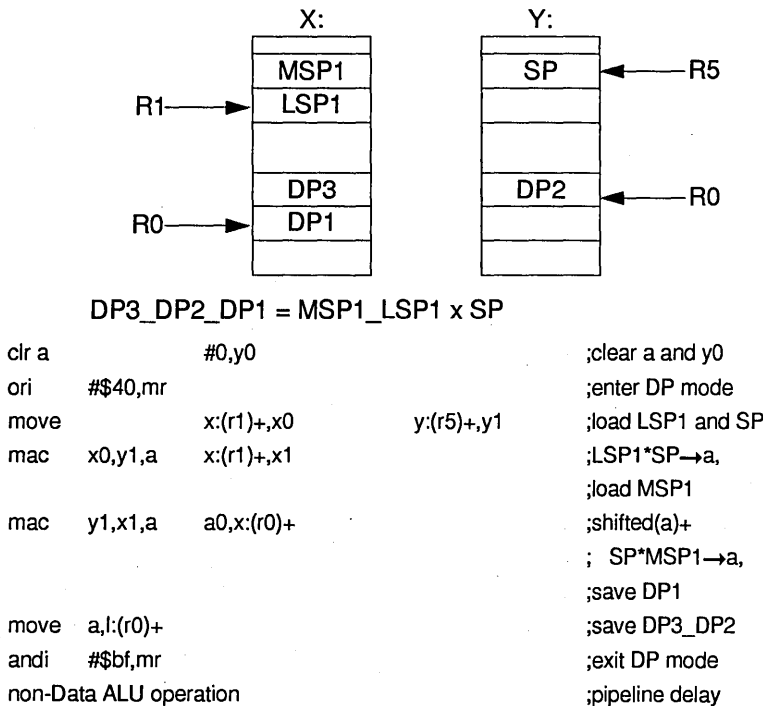 X: Y:
MSP1 SP R5
R1 LSP1
DP3 DP2 R0
R0 DP1
DP3_DP2_DP1 = MSP1_LSP1 x SP
clr a #0,y0 ;clear a and y0
ori #$40,mr ;enter DP mode
move x:(r1)+,x0 y:(r5)+,y1 ;load LSP1 and SP
mac x0,y1,a x:(r1)+,x1 ;LSP1*SP→a,
;load MSP1
mac y1,x1,a a0,x:(r0)+ ;shifted(a)+
; SP*MSP1→a,
;save DP1
move a,l:(r0)+ ;save DP3_DP2
andi #$bf,mr ;exit DP mode
non-Data ALU operation ;pipeline delay